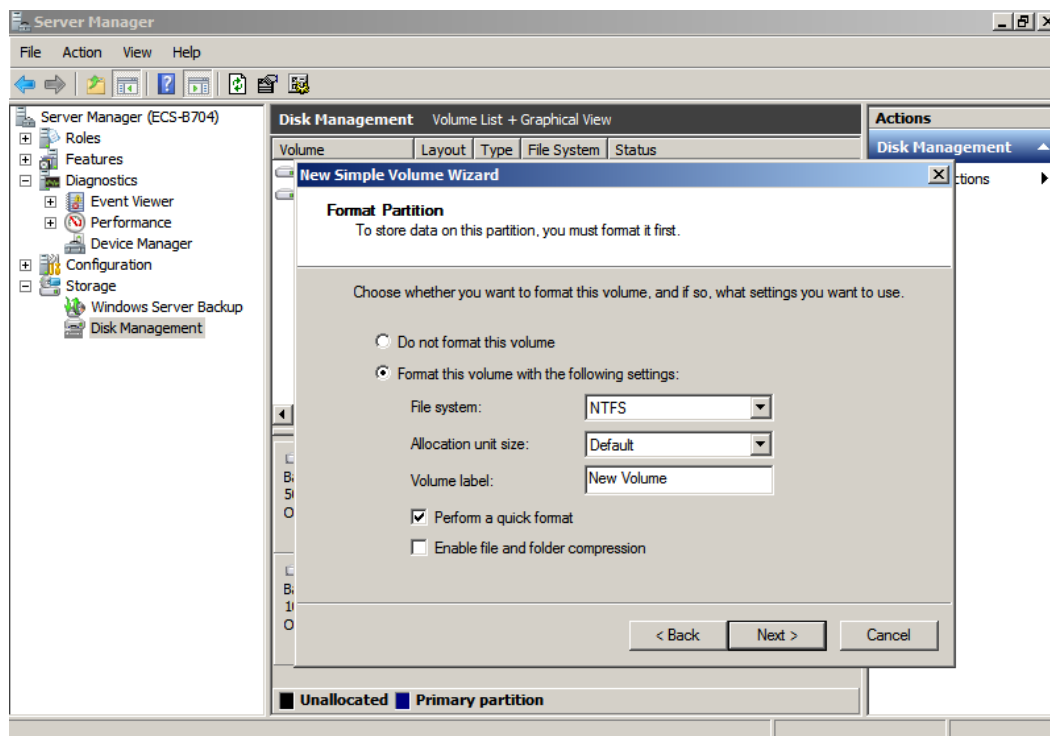 Server Manager
File Action View Help
Server Manager (ECS-B704)
Roles
Features
Diagnostics
Event Viewer
Performance
Device Manager
Configuration
Storage
Windows Server Backup
Disk Management
Disk Management Volume List + Graphical View
Volume Layout Type File System Status
Actions
Disk Management
New Simple Volume Wizard
Format Partition
To store data on this partition, you must format it first.
Choose whether you want to format this volume, and if so, what settings you want to use.
Do not format this volume
Format this volume with the following settings:
File system: NTFS
Allocation unit size: Default
Volume label: New Volume
Perform a quick format
Enable file and folder compression
< Back Next > Cancel
Unallocated Primary partition